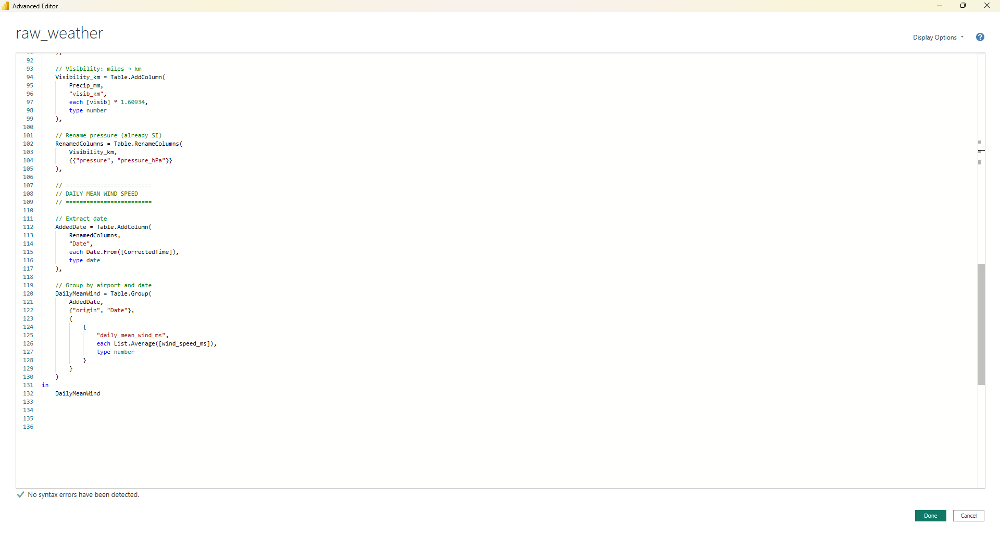 Advanced Editor
raw_weather
Display Options
?
92
93 // Visibility: miles → km
94 Visibility_km = Table.AddColumn(
95 Precip_mm,
96 "visib_km",
97 each [visib] * 1.60934,
98 type number
99 ),
100
101 // Rename pressure (already SI)
102 RenamedColumns = Table.RenameColumns(
103 Visibility_km,
104 {{"pressure", "pressure_hPa"}}
105 ),
106
107 // =========================
108 // DAILY MEAN WIND SPEED
109 // =========================
110
111 // Extract date
112 AddedDate = Table.AddColumn(
113 RenamedColumns,
114 "Date",
115 each Date.From([CorrectedTime]),
116 type date
117 ),
118
119 // Group by airport and date
120 DailyMeanWind = Table.Group(
121 AddedDate,
122 {"origin", "Date"},
123 {
124 {
125 "daily_mean_wind_ms",
126 each List.Average([wind_speed_ms]),
127 type number
128 }
129 }
130 )
131 in
132 DailyMeanWind
133
134
135
136
No syntax errors have been detected.
Done
Cancel